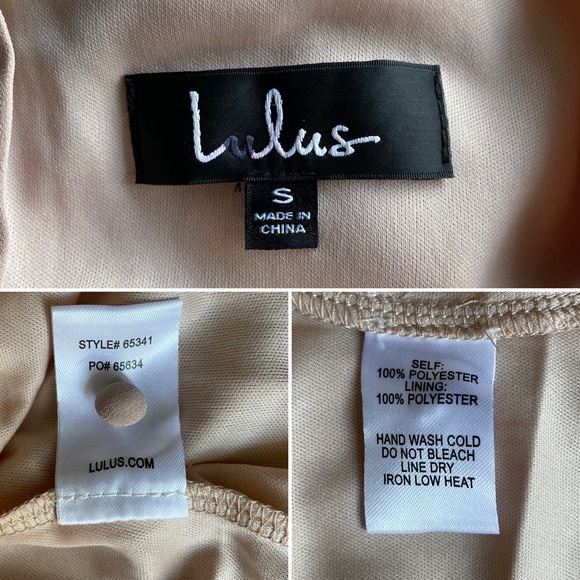 Lulus
S
MADE IN
CHINA
STYLE# 65341
PO# 65634
LULUS.COM
SELF:
100% POLYESTER
LINING:
100% POLYESTER
HAND WASH COLD
DO NOT BLEACH
LINE DRY
IRON LOW HEAT